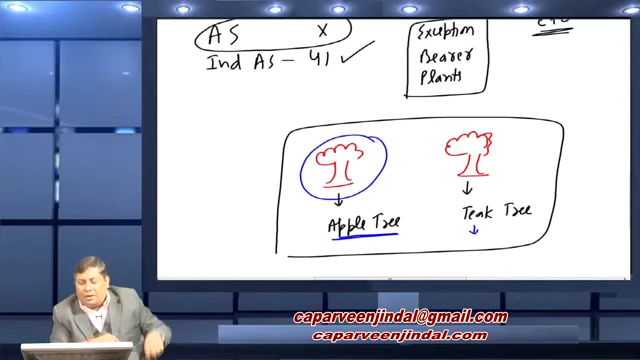 AS X
Ind AS - 41 ✓
Exception
Bearer
Plants
Apple Tree
Teak Tree
caparveenjindal@gmail.com
caparveenjindal.com